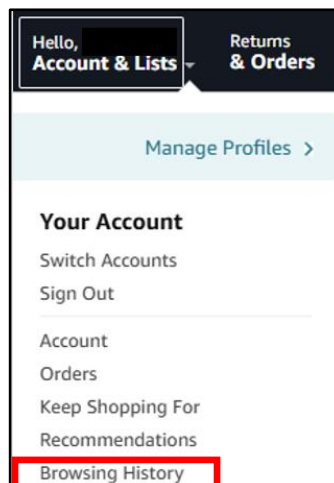 Hello,
Account & Lists
Returns
& Orders
Manage Profiles >
Your Account
Switch Accounts
Sign Out
Account
Orders
Keep Shopping For
Recommendations
Browsing History